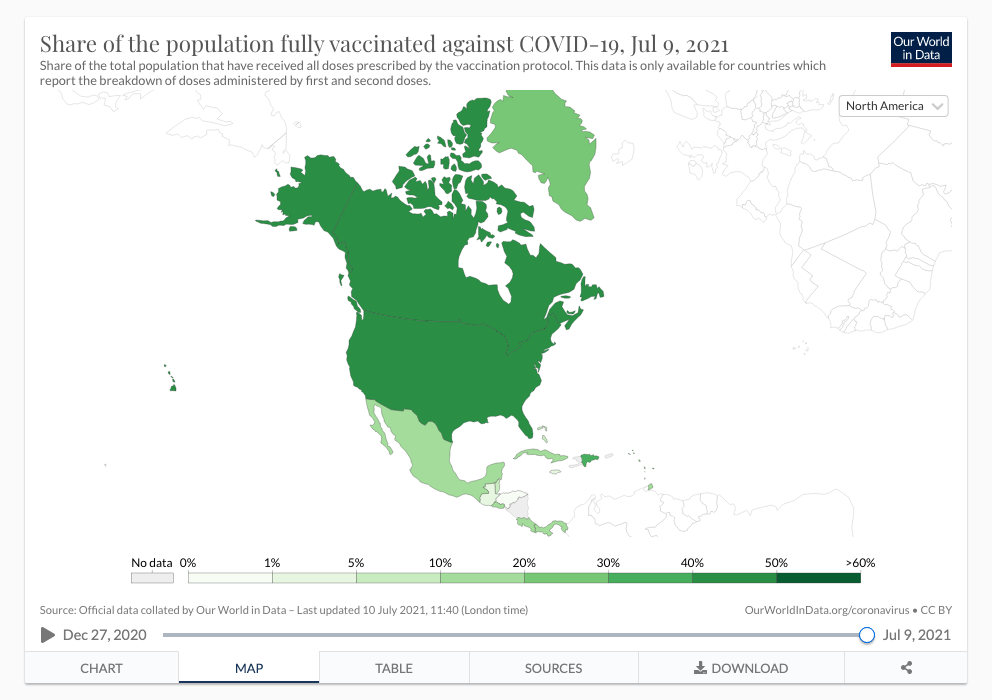 Share of the population fully vaccinated against COVID-19, Jul 9, 2021
Our World
in Data
Share of the total population that have received all doses prescribed by the vaccination protocol. This data is only available for countries which
report the breakdown of doses administered by first and second doses.
North America
No data 0% 1% 5% 10% 20% 30% 40% 50% >60%
Source: Official data collated by Our World in Data – Last updated 10 July 2021, 11:40 (London time)
OurWorldInData.org/coronavirus • CC BY
Dec 27, 2020
Jul 9, 2021
CHART
MAP
TABLE
SOURCES
DOWNLOAD